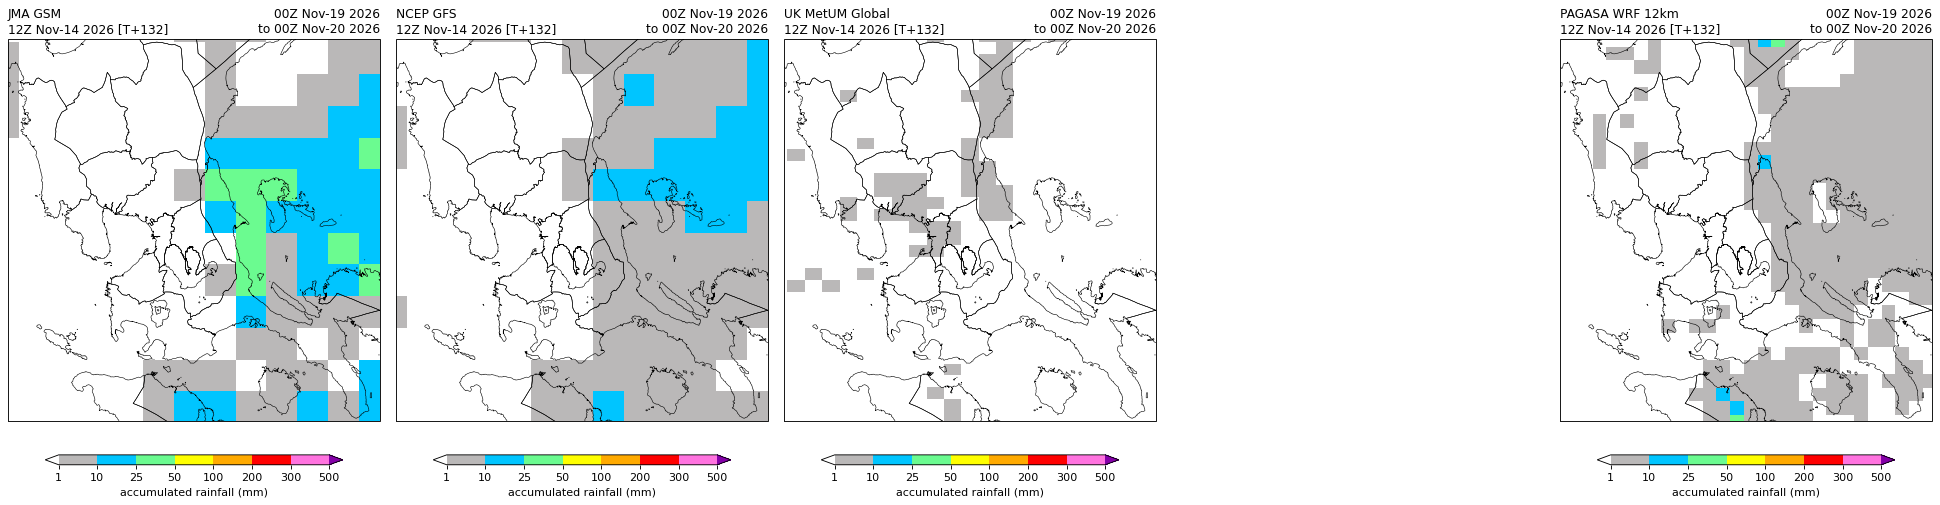 JMA GSM
00Z Nov-19 2026
12Z Nov-14 2026 [T+132]
to 00Z Nov-20 2026
NCEP GFS
00Z Nov-19 2026
12Z Nov-14 2026 [T+132]
to 00Z Nov-20 2026
UK MetUM Global
00Z Nov-19 2026
12Z Nov-14 2026 [T+132]
to 00Z Nov-20 2026
PAGASA WRF 12km
00Z Nov-19 2026
12Z Nov-14 2026 [T+132]
to 00Z Nov-20 2026
1 10 25 50 100 200 300 500
accumulated rainfall (mm)
1 10 25 50 100 200 300 500
accumulated rainfall (mm)
1 10 25 50 100 200 300 500
accumulated rainfall (mm)
1 10 25 50 100 200 300 500
accumulated rainfall (mm)